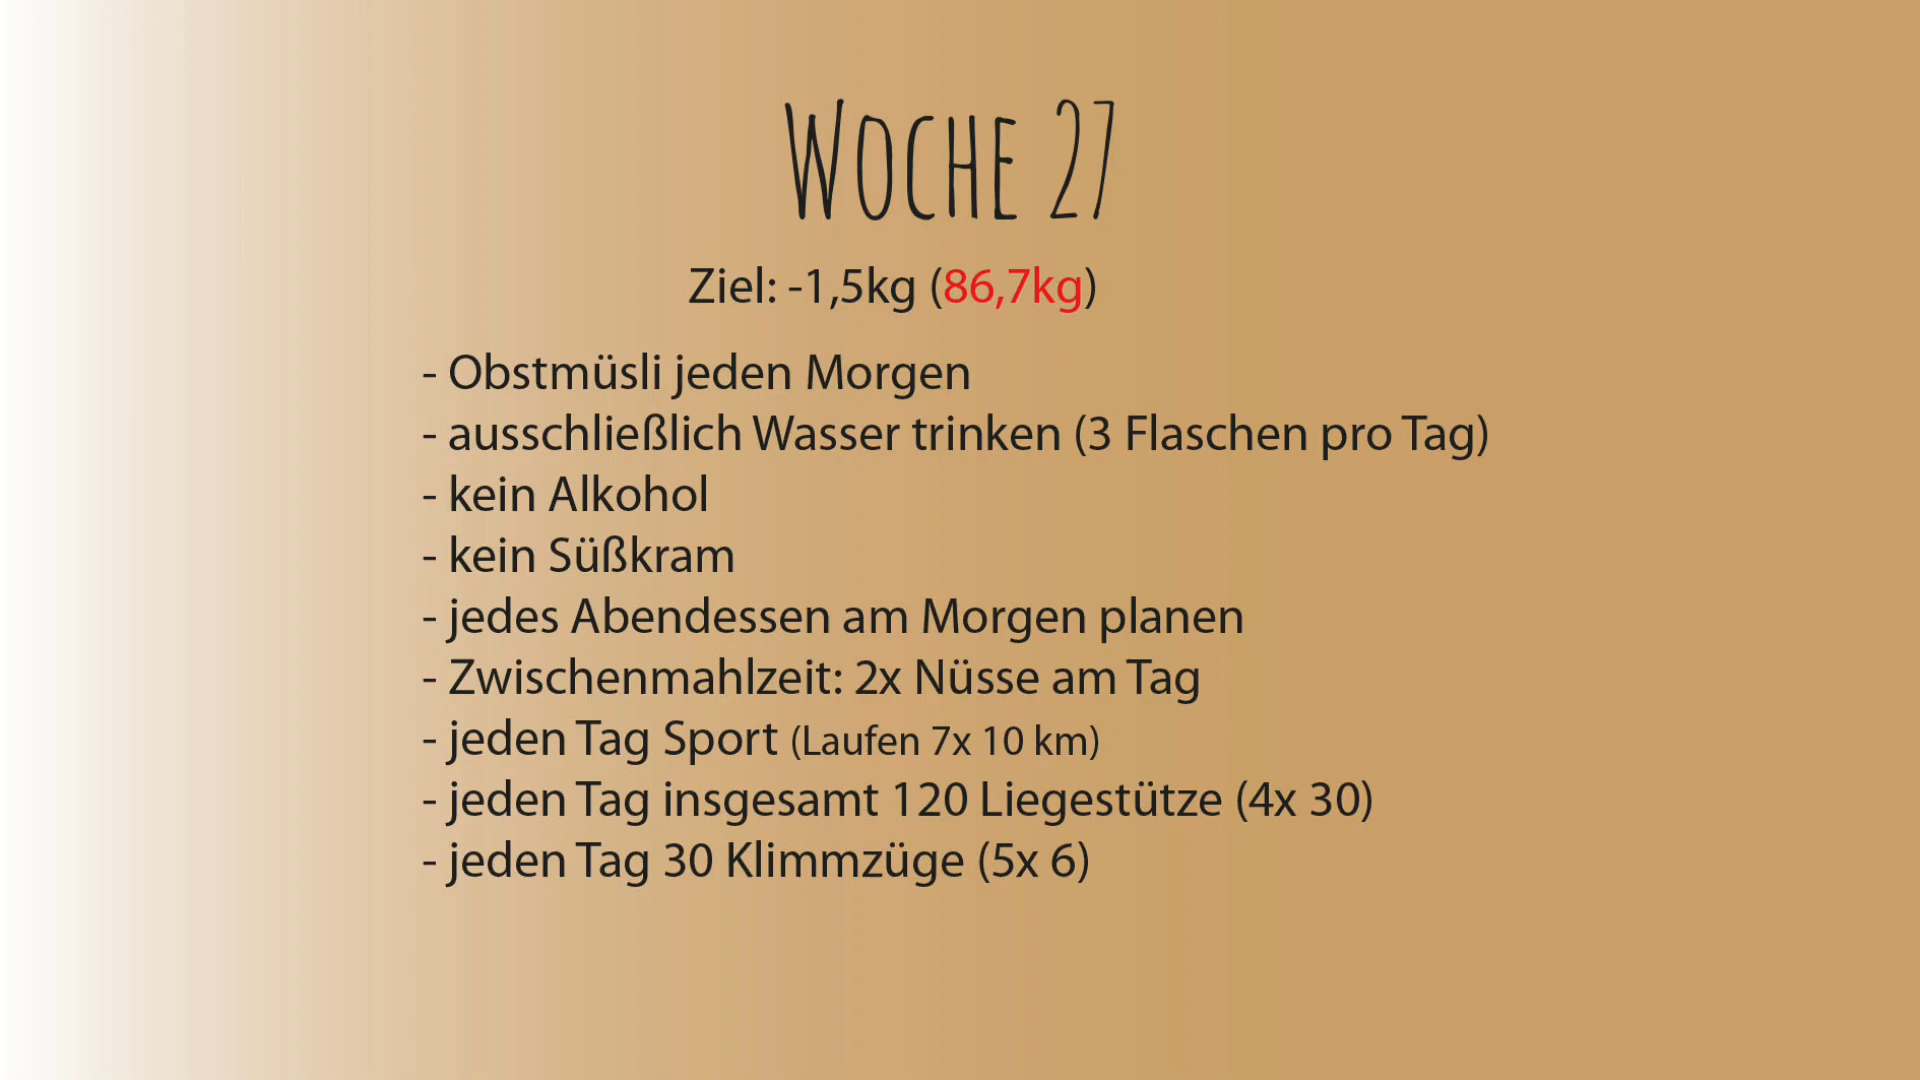 WOCHE 27
Ziel: -1,5kg (86,7kg)
- Obstmüsli jeden Morgen
- ausschließlich Wasser trinken (3 Flaschen pro Tag)
- kein Alkohol
- kein Süßkram
- jedes Abendessen am Morgen planen
- Zwischenmahlzeit: 2x Nüsse am Tag
- jeden Tag Sport (Laufen 7x 10 km)
- jeden Tag insgesamt 120 Liegestütze (4x 30)
- jeden Tag 30 Klimmzüge (5x 6)